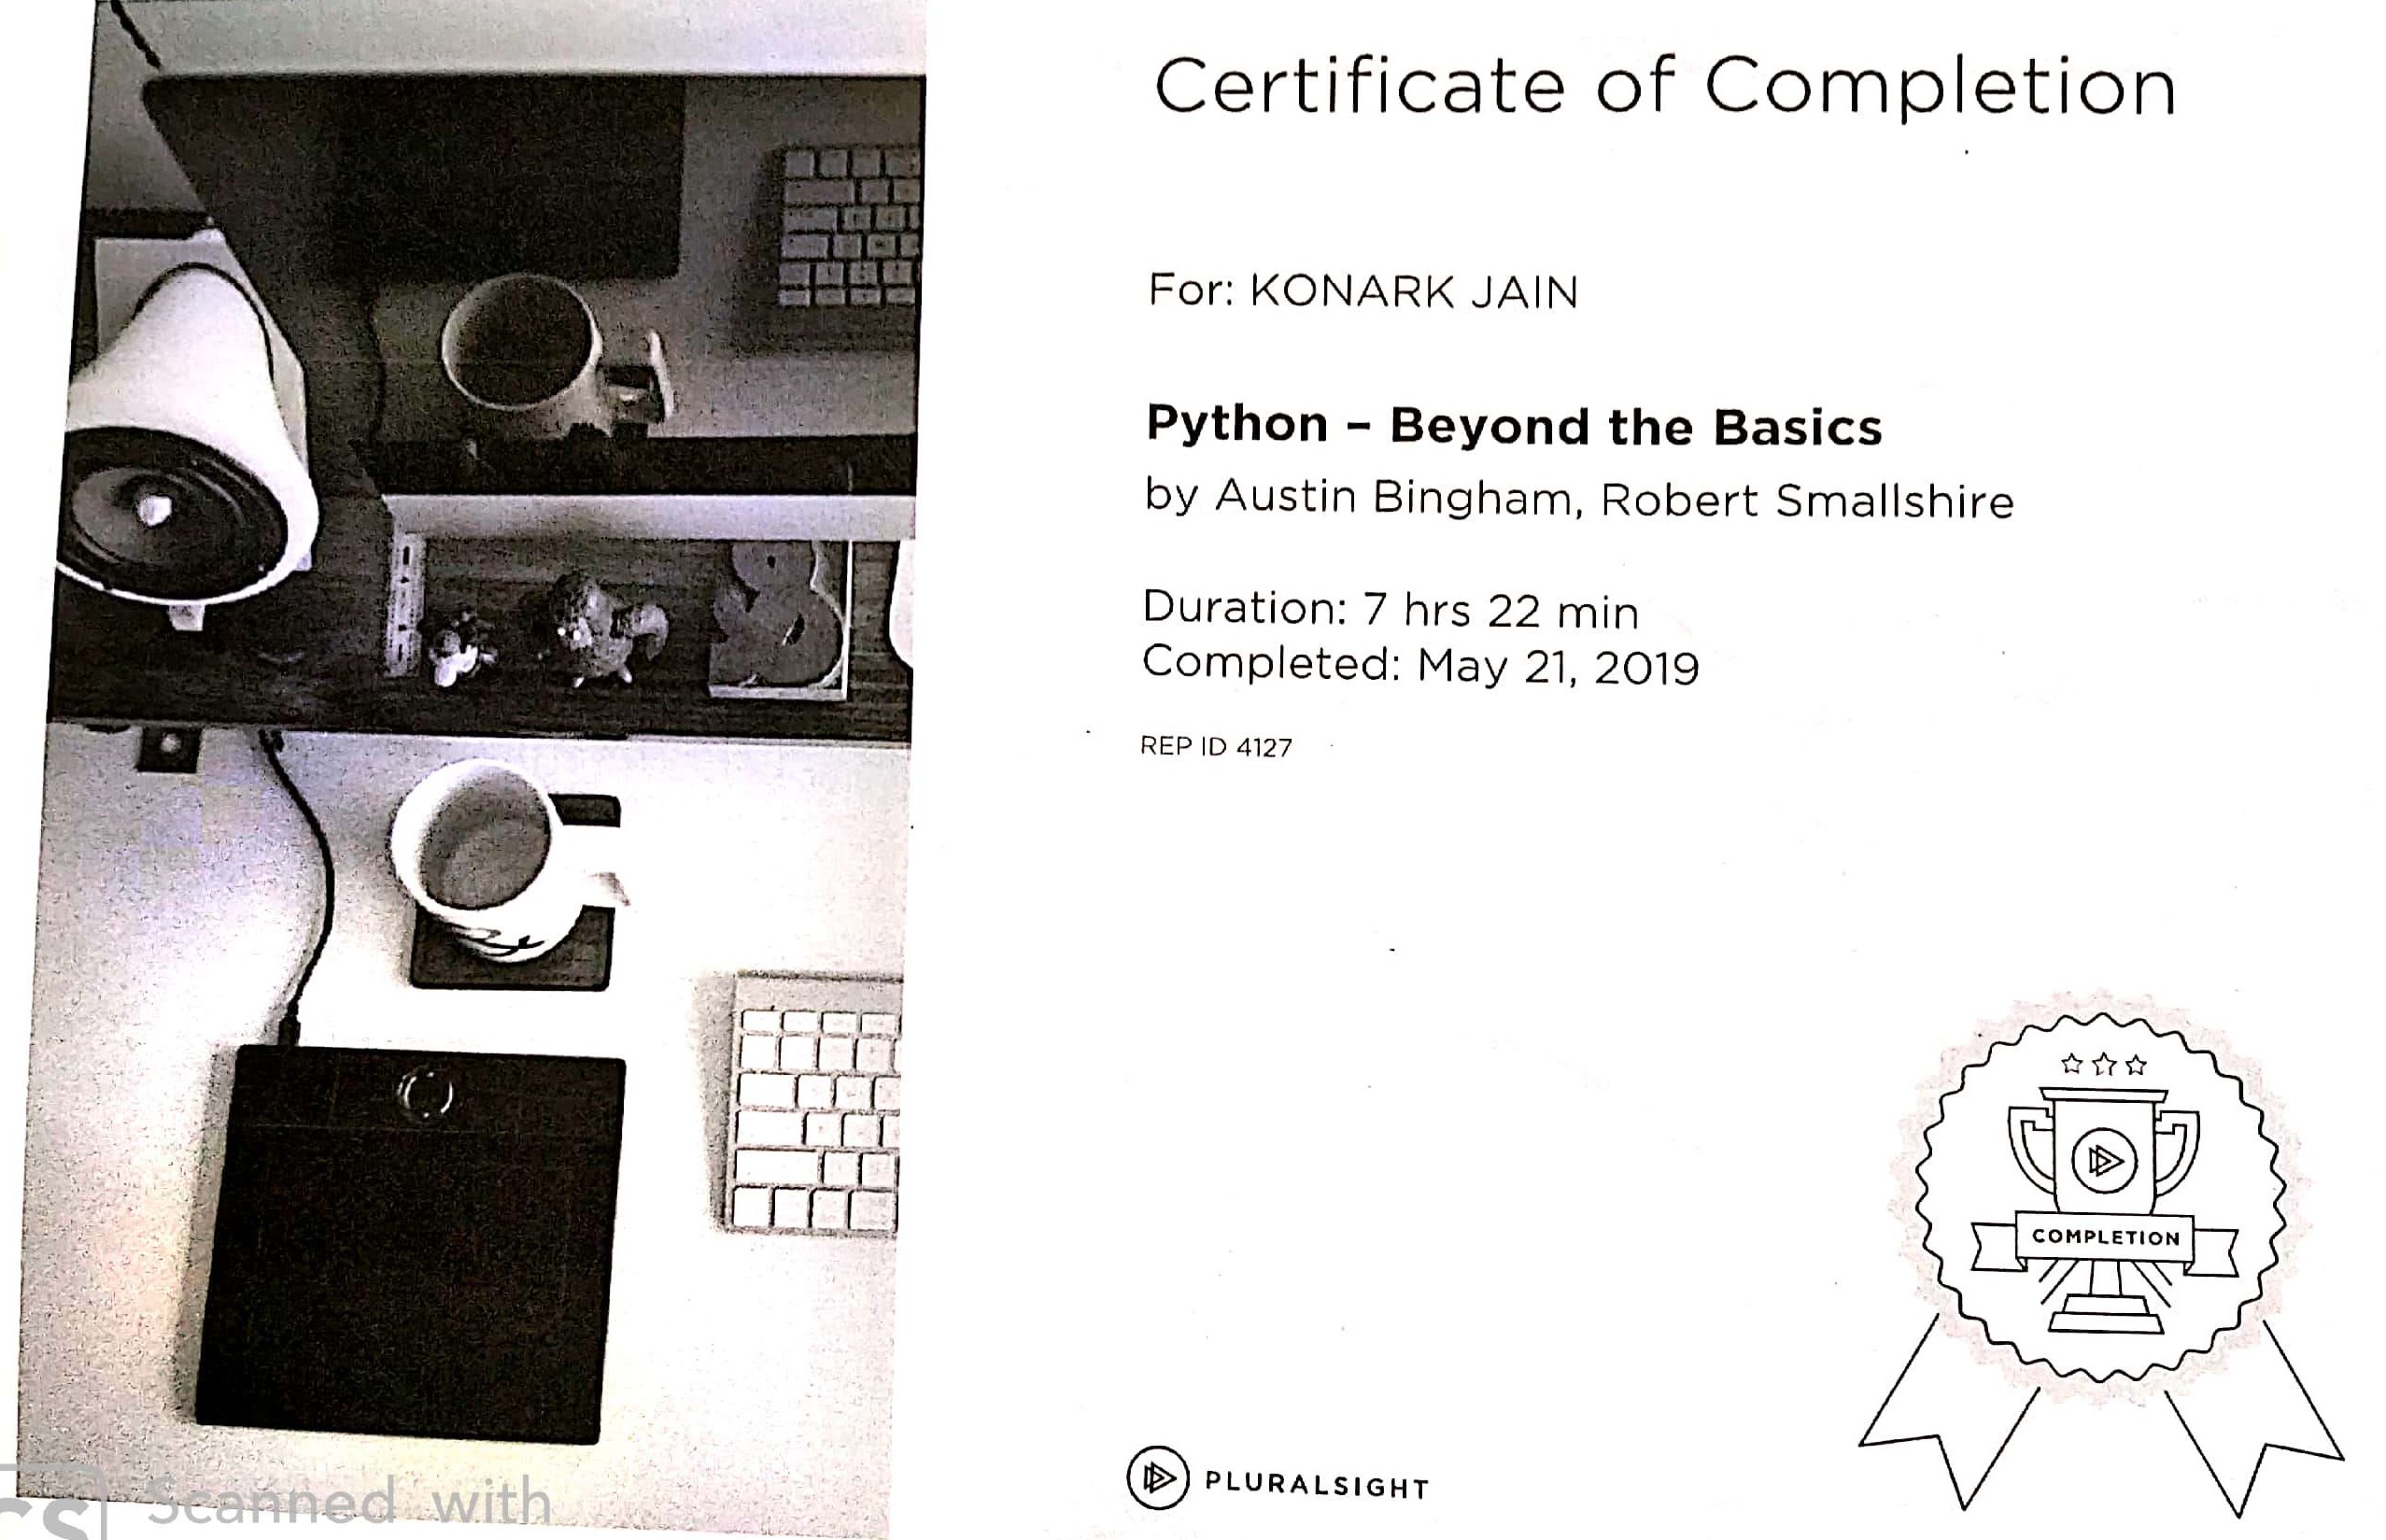 Certificate of Completion
For: KONARK JAIN
Python – Beyond the Basics
by Austin Bingham, Robert Smallshire
Duration: 7 hrs 22 min
Completed: May 21, 2019
REP ID 4127
COMPLETION
PLURALSIGHT
CS Scanned with